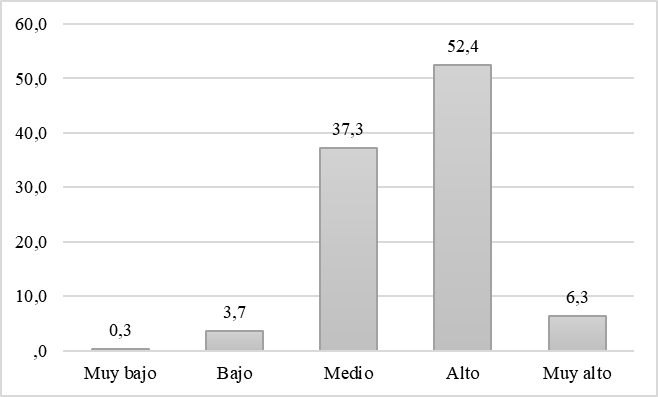 60,0
50,0
40,0
30,0
20,0
10,0
,0
0,3
3,7
37,3
52,4
6,3
Muy bajo
Bajo
Medio
Alto
Muy alto